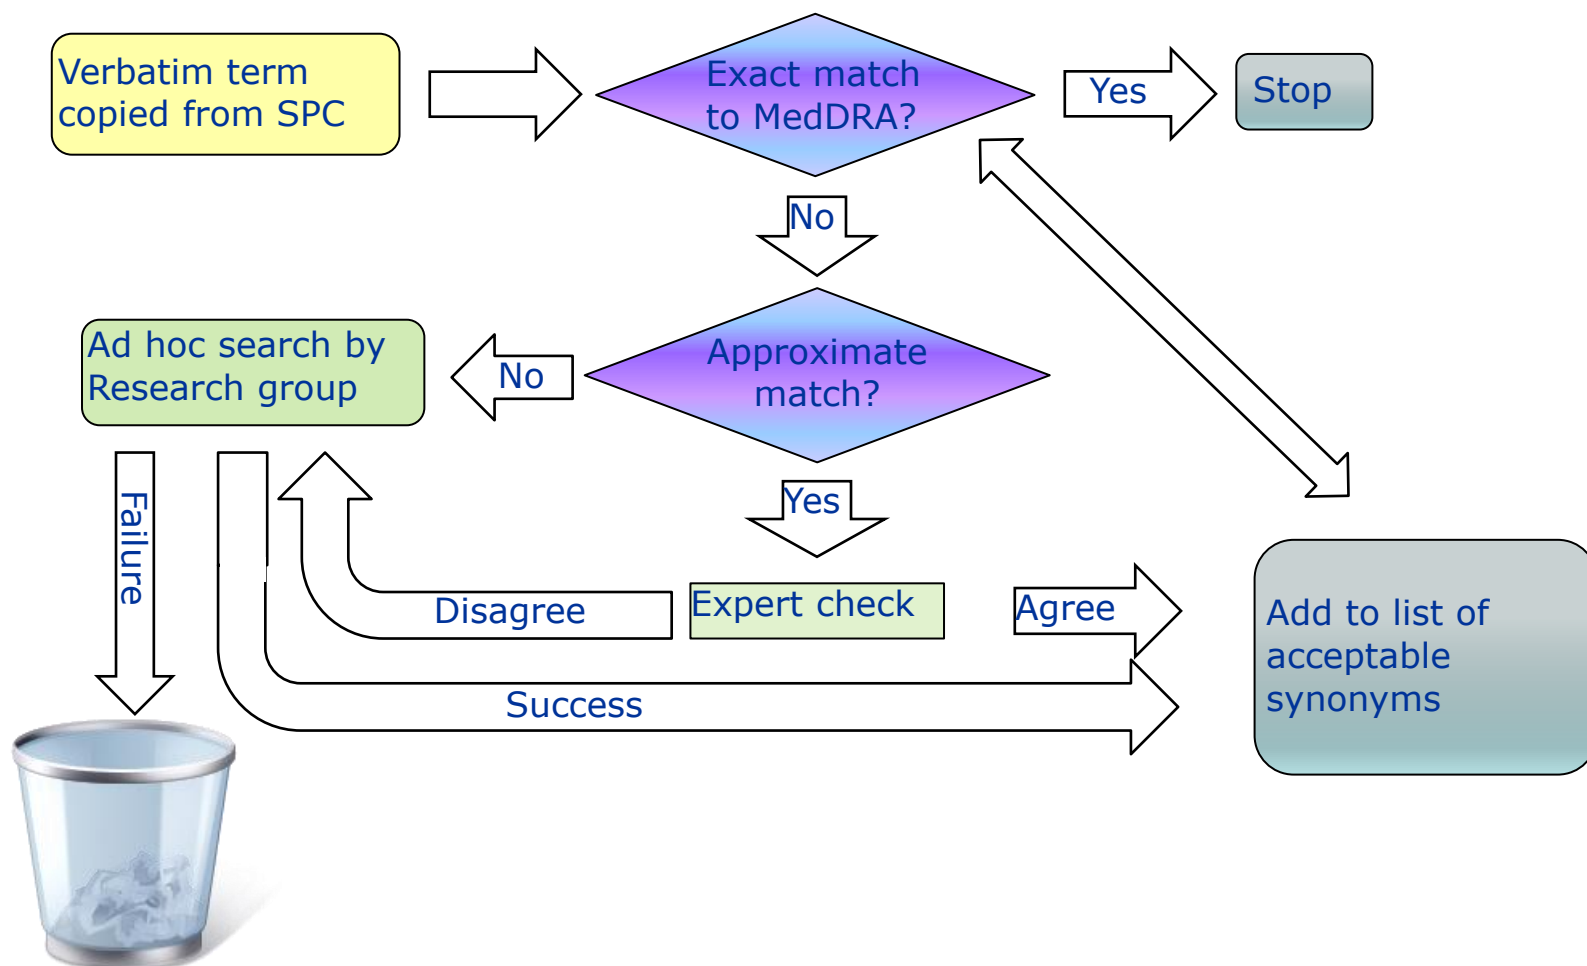 Verbatim term
copied from SPC
Exact match
to MedDRA?
Yes
Stop
No
Approximate
match?
No
Ad hoc search by
Research group
Yes
Failure
Disagree
Expert check
Agree
Success
Add to list of
acceptable
synonyms